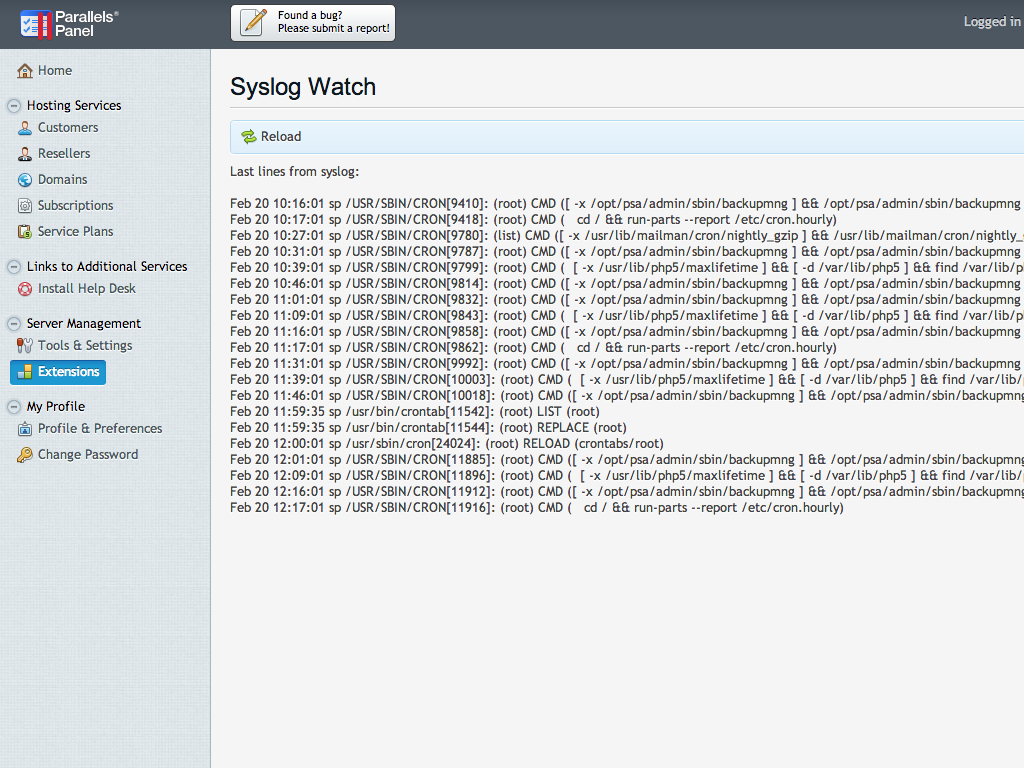 Parallels®
Panel
Found a bug?
Please submit a report!
Logged in
Home
Hosting Services
Customers
Resellers
Domains
Subscriptions
Service Plans
Links to Additional Services
Install Help Desk
Server Management
Tools & Settings
Extensions
My Profile
Profile & Preferences
Change Password
Syslog Watch
Reload
Last lines from syslog:
Feb 20 10:16:01 sp /USR/SBIN/CRON[9410]: (root) CMD ([ -x /opt/psa/admin/sbin/backupmng ] && /opt/psa/admin/sbin/backupmng
Feb 20 10:17:01 sp /USR/SBIN/CRON[9418]: (root) CMD ( cd / && run-parts --report /etc/cron.hourly)
Feb 20 10:27:01 sp /USR/SBIN/CRON[9780]: (list) CMD ([ -x /usr/lib/mailman/cron/nightly_gzip ] && /usr/lib/mailman/cron/nightly_
Feb 20 10:31:01 sp /USR/SBIN/CRON[9787]: (root) CMD ([ -x /opt/psa/admin/sbin/backupmng ] && /opt/psa/admin/sbin/backupmng
Feb 20 10:39:01 sp /USR/SBIN/CRON[9799]: (root) CMD ( [ -x /usr/lib/php5/maxlifetime ] && [ -d /var/lib/php5 ] && find /var/lib/p
Feb 20 10:46:01 sp /USR/SBIN/CRON[9814]: (root) CMD ([ -x /opt/psa/admin/sbin/backupmng ] && /opt/psa/admin/sbin/backupmng
Feb 20 11:01:01 sp /USR/SBIN/CRON[9832]: (root) CMD ([ -x /opt/psa/admin/sbin/backupmng ] && /opt/psa/admin/sbin/backupmng
Feb 20 11:09:01 sp /USR/SBIN/CRON[9843]: (root) CMD ( [ -x /usr/lib/php5/maxlifetime ] && [ -d /var/lib/php5 ] && find /var/lib/p
Feb 20 11:16:01 sp /USR/SBIN/CRON[9858]: (root) CMD ([ -x /opt/psa/admin/sbin/backupmng ] && /opt/psa/admin/sbin/backupmng
Feb 20 11:17:01 sp /USR/SBIN/CRON[9862]: (root) CMD ( cd / && run-parts --report /etc/cron.hourly)
Feb 20 11:31:01 sp /USR/SBIN/CRON[9992]: (root) CMD ([ -x /opt/psa/admin/sbin/backupmng ] && /opt/psa/admin/sbin/backupmng
Feb 20 11:39:01 sp /USR/SBIN/CRON[10003]: (root) CMD ( [ -x /usr/lib/php5/maxlifetime ] && [ -d /var/lib/php5 ] && find /var/lib/
Feb 20 11:46:01 sp /USR/SBIN/CRON[10018]: (root) CMD ([ -x /opt/psa/admin/sbin/backupmng ] && /opt/psa/admin/sbin/backupmn
Feb 20 11:59:35 sp /usr/bin/crontab[11542]: (root) LIST (root)
Feb 20 11:59:35 sp /usr/bin/crontab[11544]: (root) REPLACE (root)
Feb 20 12:00:01 sp /usr/sbin/cron[24024]: (root) RELOAD (crontabs/root)
Feb 20 12:01:01 sp /USR/SBIN/CRON[11885]: (root) CMD ([ -x /opt/psa/admin/sbin/backupmng ] && /opt/psa/admin/sbin/backupmn
Feb 20 12:09:01 sp /USR/SBIN/CRON[11896]: (root) CMD ( [ -x /usr/lib/php5/maxlifetime ] && [ -d /var/lib/php5 ] && find /var/lib/
Feb 20 12:16:01 sp /USR/SBIN/CRON[11912]: (root) CMD ([ -x /opt/psa/admin/sbin/backupmng ] && /opt/psa/admin/sbin/backupmn
Feb 20 12:17:01 sp /USR/SBIN/CRON[11916]: (root) CMD ( cd / && run-parts --report /etc/cron.hourly)